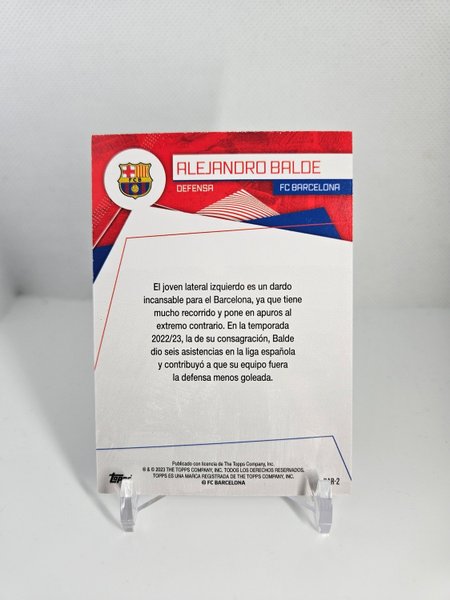 FCB
ALEJANDRO BALDE
DEFENSA
FC BARCELONA
El joven lateral izquierdo es un dardo
incansable para el Barcelona, ya que tiene
mucho recorrido y pone en apuros al
extremo contrario. En la temporada
2022/23, la de su consagración, Balde
dio seis asistencias en la liga española
y contribuyó a que su equipo fuera
la defensa menos goleada.
Publicado con licencia de The Topps Company, Inc.
® & © 2023 THE TOPPS COMPANY, INC. TODOS LOS DERECHOS RESERVADOS.
TOPPS ES UNA MARCA REGISTRADA DE THE TOPPS COMPANY, INC.
© FC BARCELONA
Topps